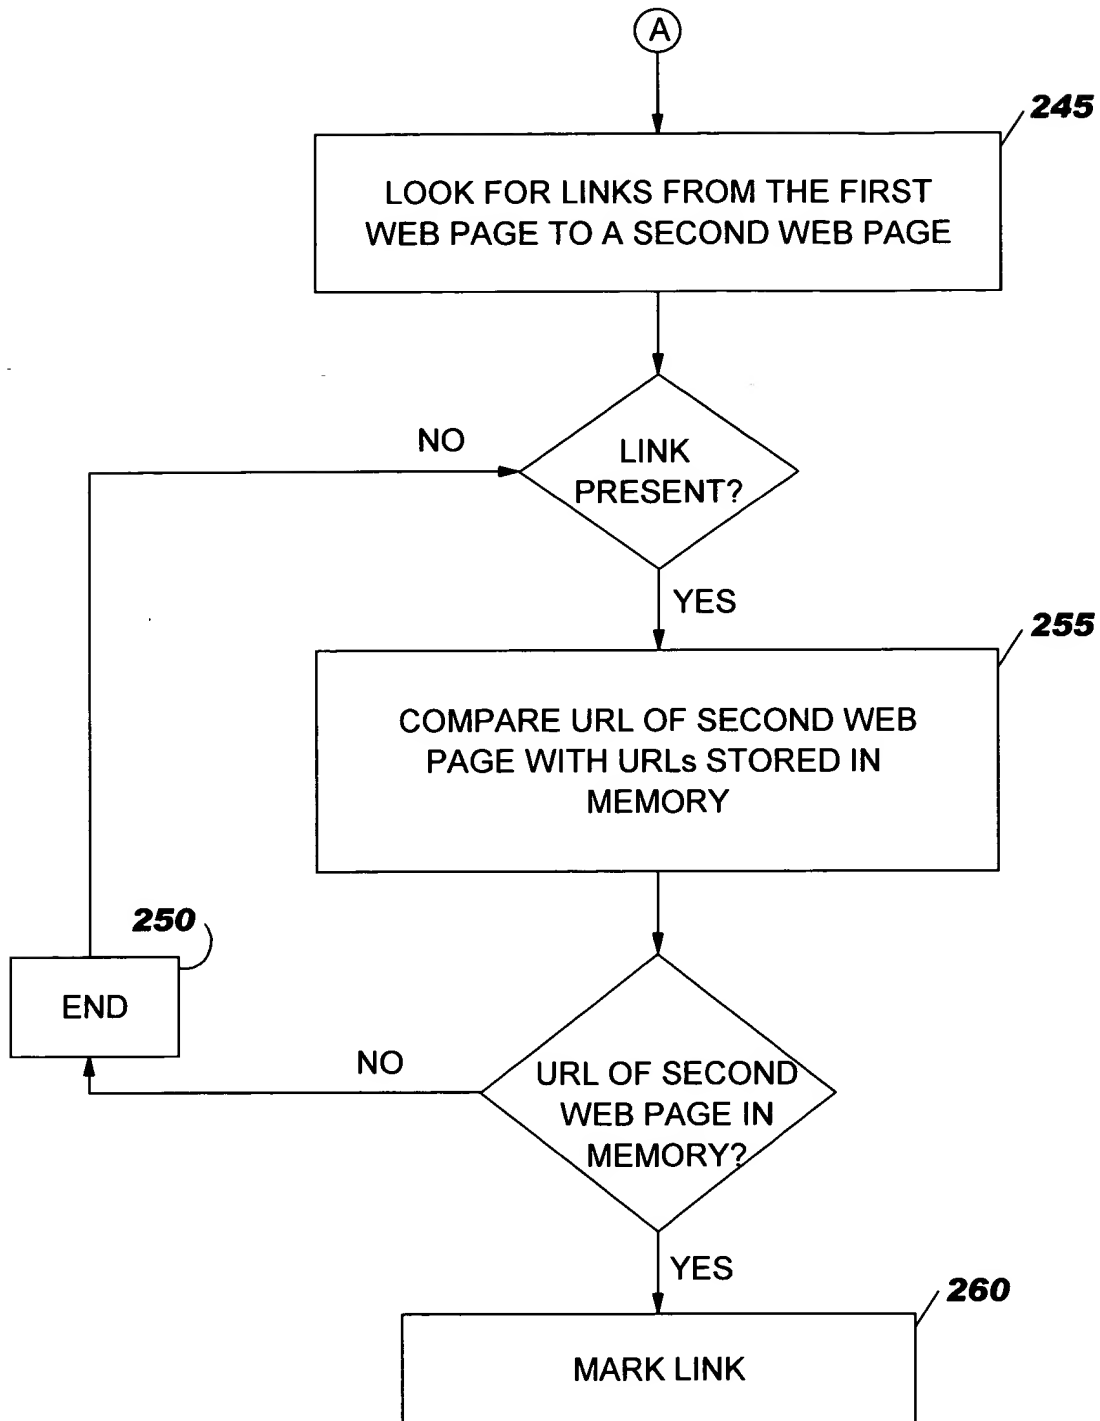 A
245
LOOK FOR LINKS FROM THE FIRST
WEB PAGE TO A SECOND WEB PAGE
NO
LINK
PRESENT?
YES
255
COMPARE URL OF SECOND WEB
PAGE WITH URLs STORED IN
MEMORY
250
END
NO
URL OF SECOND
WEB PAGE IN
MEMORY?
YES
260
MARK LINK